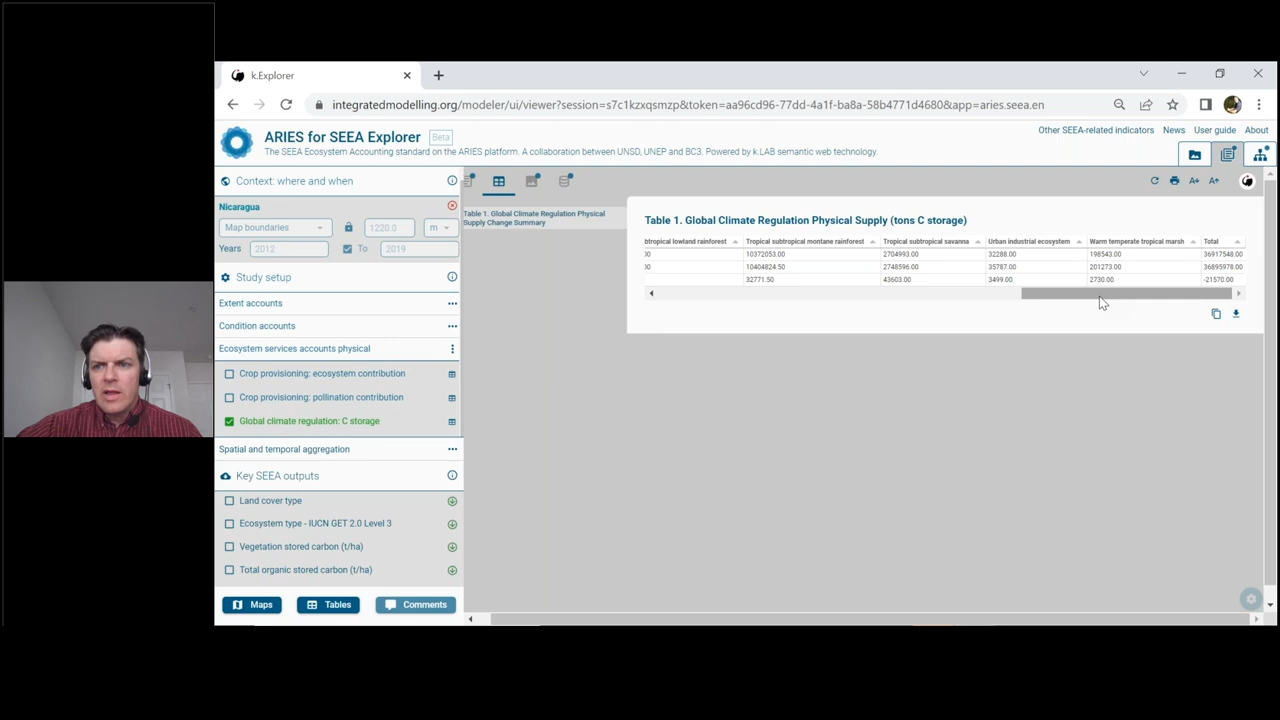 k.Explorer
integratedmodelling.org/modeler/ui/viewer?session=s7c1kzxqsmzp&token=aa96cd96-77dd-4a1f-ba8a-58b4771d4680&app=aries.seea.en
ARIES for SEEA Explorer Beta
The SEEA Ecosystem Accounting standard on the ARIES platform. A collaboration between UNSD, UNEP and BC3. Powered by k.LAB semantic web technology.
Other SEEA-related indicators News User guide About
Context: where and when
Nicaragua
Map boundaries 1220.0 m
Years 2012 To 2019
Study setup
Extent accounts
Condition accounts
Ecosystem services accounts physical
Crop provisioning: ecosystem contribution
Crop provisioning: pollination contribution
Global climate regulation: C storage
Spatial and temporal aggregation
Key SEEA outputs
Land cover type
Ecosystem type - IUCN GET 2.0 Level 3
Vegetation stored carbon (t/ha)
Total organic stored carbon (t/ha)
Maps Tables Comments
Table 1. Global Climate Regulation Physical
Supply Change Summary
Table 1. Global Climate Regulation Physical Supply (tons C storage)
btropical lowland rainforest Tropical subtropical montane rainforest Tropical subtropical savanna Urban industrial ecosystem Warm temperate tropical marsh Total
00 10372053.00 2704993.00 32288.00 198543.00 36917548.00
00 10404824.50 2748596.00 35787.00 201273.00 36895978.00
32771.50 43603.00 3499.00 2730.00 -21570.00